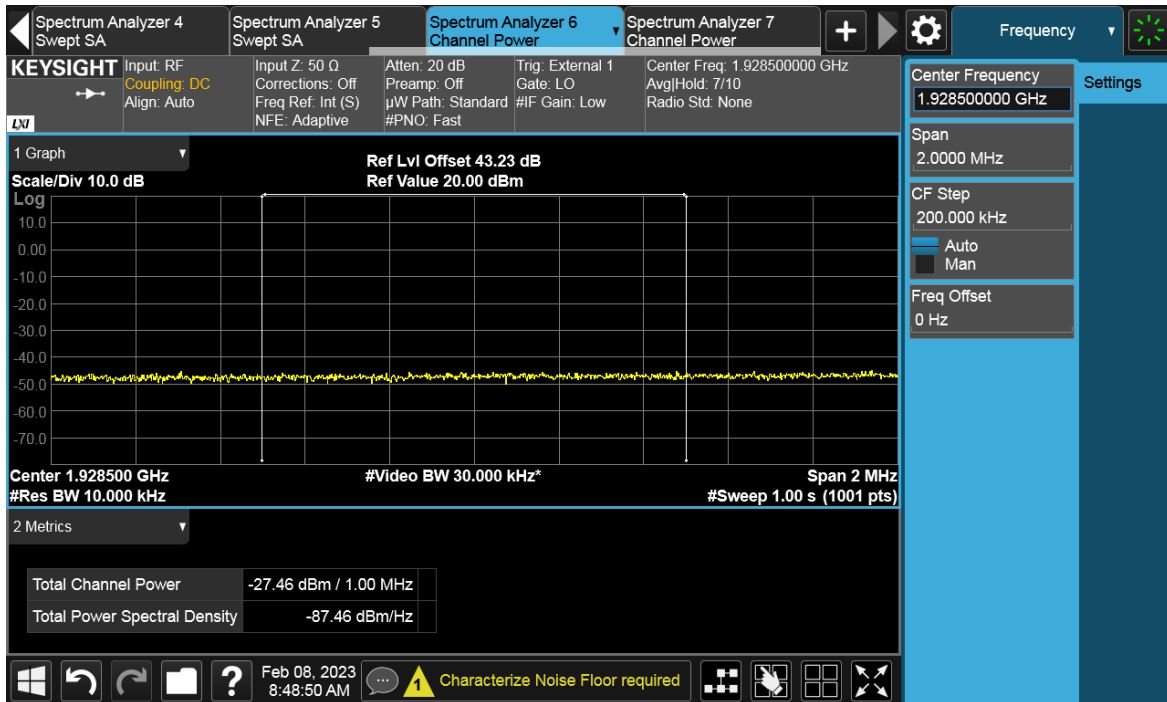 Spectrum Analyzer 4
Swept SA
Spectrum Analyzer 5
Swept SA
Spectrum Analyzer 6
Channel Power
Spectrum Analyzer 7
Channel Power
+
Frequency
KEYSIGHT
LXI
Input: RF
Coupling: DC
Align: Auto
Input Z: 50 Ω
Corrections: Off
Freq Ref: Int (S)
NFE: Adaptive
Atten: 20 dB
Preamp: Off
µW Path: Standard
#PNO: Fast
Trig: External 1
Gate: LO
#IF Gain: Low
Center Freq: 1.928500000 GHz
Avg|Hold: 7/10
Radio Std: None
Center Frequency
1.928500000 GHz
Settings
Span
2.0000 MHz
CF Step
200.000 kHz
Auto
Man
Freq Offset
0 Hz
1 Graph
Scale/Div 10.0 dB
Ref Lvl Offset 43.23 dB
Ref Value 20.00 dBm
Log
10.0
0.00
-10.0
-20.0
-30.0
-40.0
-50.0
-60.0
-70.0
Center 1.928500 GHz
#Video BW 30.000 kHz*
Span 2 MHz
#Res BW 10.000 kHz
#Sweep 1.00 s (1001 pts)
2 Metrics
Total Channel Power -27.46 dBm / 1.00 MHz
Total Power Spectral Density -87.46 dBm/Hz
?
Feb 08, 2023
8:48:50 AM
1
Characterize Noise Floor required